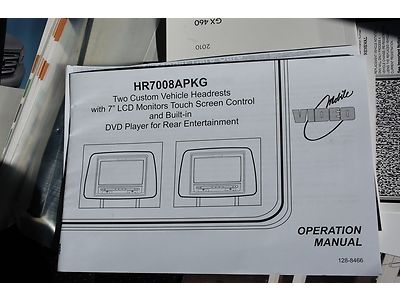 GX 460
2010
HR7008APKG
Two Custom Vehicle Headrests
with 7" LCD Monitors Touch Screen Control
and Built-in
DVD Player for Rear Entertainment
Mobile
VIDEO
OPERATION
MANUAL
128-8466